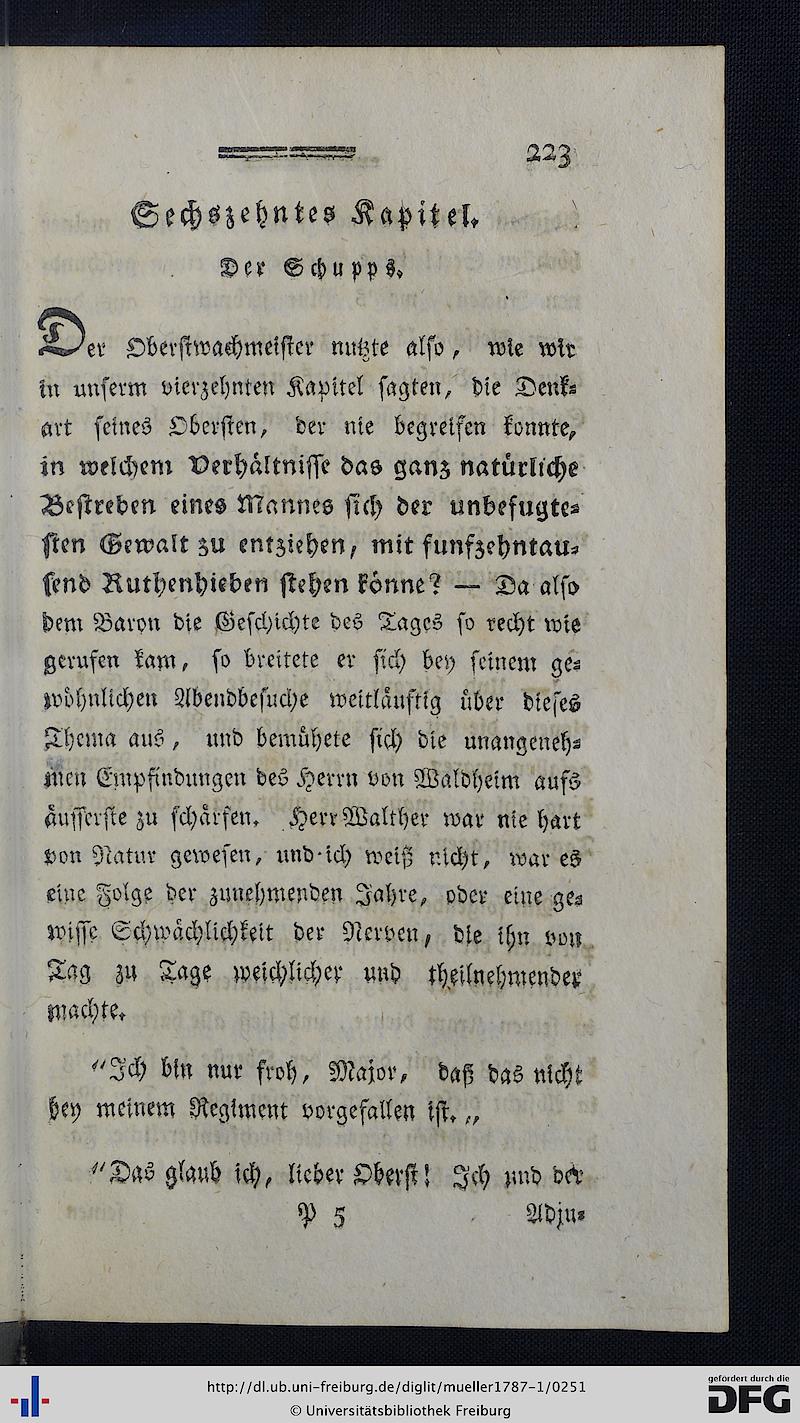 223
Sechszehntes Kapitel.
Der Schupps.
Der Oberstwachmeister nutzte also, wie wir
in unserm vierzehnten Kapitel sagten, die Denk-
art seines Obersten, der nie begreifen konnte,
in welchem Verhältnisse das ganz natürliche
Bestreben eines Mannes sich der unbefugte-
sten Gewalt zu entziehen, mit funfzehntau-
send Ruthenhieben stehen könne? — Da also
dem Baron die Geschichte des Tages so recht wie
gerufen kam, so breitete er sich bey seinem ge-
wöhnlichen Abendbesuche weitläuftig über dieses
Thema aus, und bemühete sich die unangeneh-
men Empfindungen des Herrn von Waldheim aufs
äusserste zu schärfen. Herr Walther war nie hart
von Natur gewesen, und ich weiß nicht, war es
eine Folge der zunehmenden Jahre, oder eine ge-
wisse Schwächlichkeit der Nerven, die ihn von
Tag zu Tage weichlicher und theilnehmender
machte.
“Ich bin nur froh, Major, daß das nicht
bey meinem Regiment vorgefallen ist.„
“Das glaub ich, lieber Oberst! Ich und der
P 5 Adju-
http://dl.ub.uni-freiburg.de/diglit/mueller1787-1/0251
© Universitätsbibliothek Freiburg
gefördert durch die
DFG